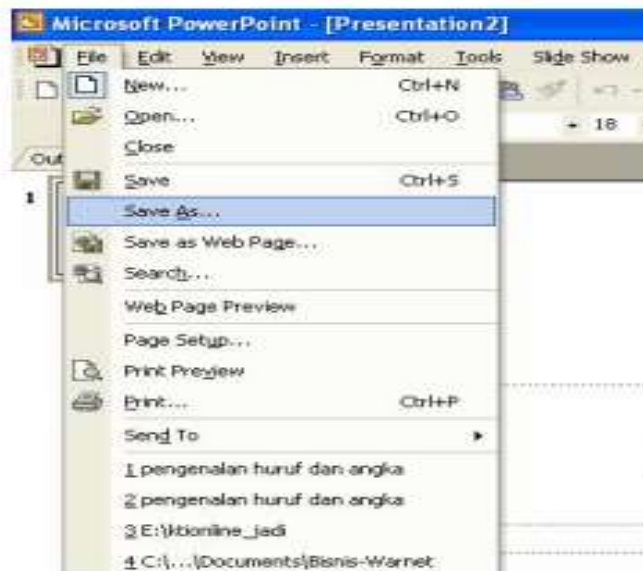 Microsoft PowerPoint - [Presentation2]
File Edit View Insert Format Tools Slide Show
New... Ctrl+N
Open... Ctrl+O
18
Close
Out
Save Ctrl+S
1
Save As...
Save as Web Page...
Search...
Web Page Preview
Page Setup...
Print Preview
Print... Ctrl+P
Send To
1 pengenalan huruf dan angka
2 pengenalan huruf dan angka
3 E:\ktionline_jadi
4 C:\...\Documents\Bisnis-Warnet